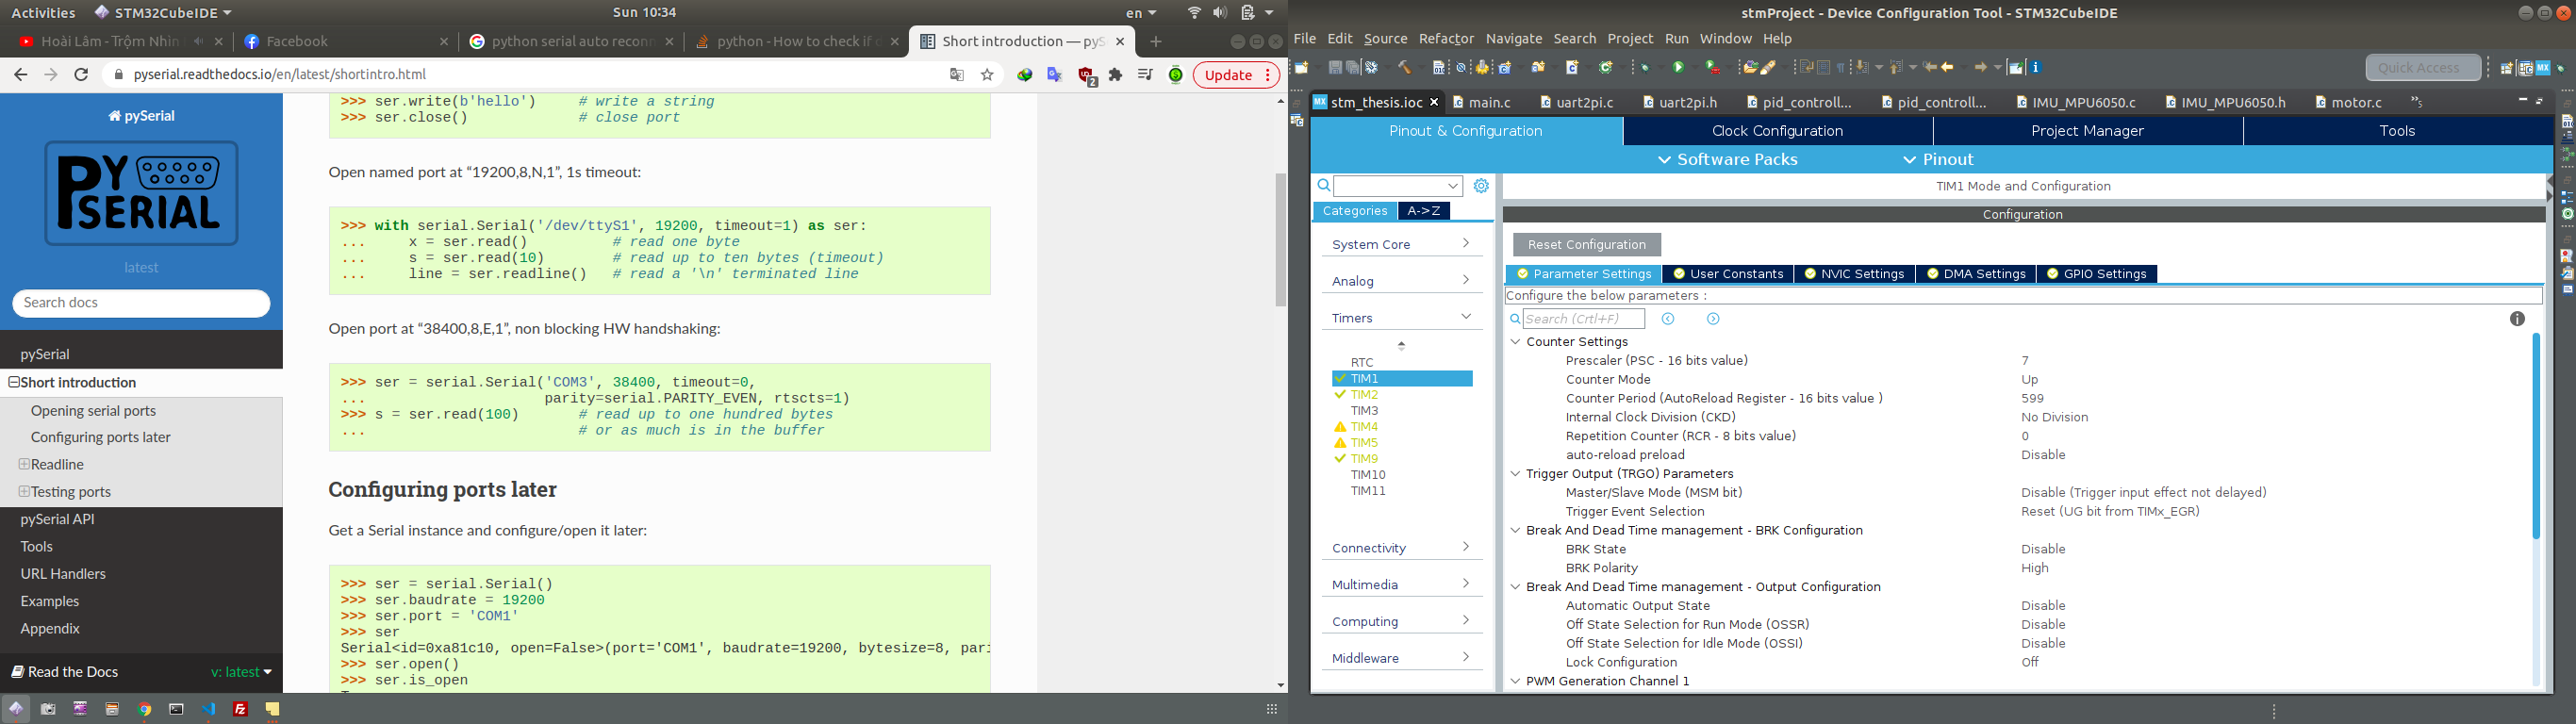 Activities
STM32CubeIDE
Sun 10:34
en
Hoài Lâm - Trộm Nhìn
Facebook
python serial auto reconn
python - How to check if
Short introduction — pyS
pyserial.readthedocs.io/en/latest/shortintro.html
2
Update
pySerial
PY SERIAL
latest
Search docs
pySerial
Short introduction
Opening serial ports
Configuring ports later
Readline
Testing ports
pySerial API
Tools
URL Handlers
Examples
Appendix
Read the Docs
v: latest
>>> ser.write(b'hello')     # write a string
>>> ser.close()             # close port
Open named port at “19200,8,N,1”, 1s timeout:
>>> with serial.Serial('/dev/ttyS1', 19200, timeout=1) as ser:
...     x = ser.read()          # read one byte
...     s = ser.read(10)        # read up to ten bytes (timeout)
...     line = ser.readline()   # read a '\n' terminated line
Open port at “38400,8,E,1”, non blocking HW handshaking:
>>> ser = serial.Serial('COM3', 38400, timeout=0,
...                     parity=serial.PARITY_EVEN, rtscts=1)
>>> s = ser.read(100)       # read up to one hundred bytes
...                         # or as much is in the buffer
Configuring ports later
Get a Serial instance and configure/open it later:
>>> ser = serial.Serial()
>>> ser.baudrate = 19200
>>> ser.port = 'COM1'
>>> ser
Serial<id=0xa81c10, open=False>(port='COM1', baudrate=19200, bytesize=8, pari
>>> ser.open()
>>> ser.is_open
stmProject - Device Configuration Tool - STM32CubeIDE
File Edit Source Refactor Navigate Search Project Run Window Help
Quick Access
MX
MX stm_thesis.ioc
main.c
uart2pi.c
uart2pi.h
pid_controll...
pid_controll...
IMU_MPU6050.c
IMU_MPU6050.h
motor.c
»5
Pinout & Configuration
Clock Configuration
Project Manager
Tools
Software Packs
Pinout
Categories
A->Z
System Core
Analog
Timers
RTC
TIM1
TIM2
TIM3
TIM4
TIM5
TIM9
TIM10
TIM11
Connectivity
Multimedia
Computing
Middleware
TIM1 Mode and Configuration
Configuration
Reset Configuration
Parameter Settings
User Constants
NVIC Settings
DMA Settings
GPIO Settings
Configure the below parameters :
Search (Crtl+F)
Counter Settings
Prescaler (PSC - 16 bits value) 7
Counter Mode Up
Counter Period (AutoReload Register - 16 bits value ) 599
Internal Clock Division (CKD) No Division
Repetition Counter (RCR - 8 bits value) 0
auto-reload preload Disable
Trigger Output (TRGO) Parameters
Master/Slave Mode (MSM bit) Disable (Trigger input effect not delayed)
Trigger Event Selection Reset (UG bit from TIMx_EGR)
Break And Dead Time management - BRK Configuration
BRK State Disable
BRK Polarity High
Break And Dead Time management - Output Configuration
Automatic Output State Disable
Off State Selection for Run Mode (OSSR) Disable
Off State Selection for Idle Mode (OSSI) Disable
Lock Configuration Off
PWM Generation Channel 1